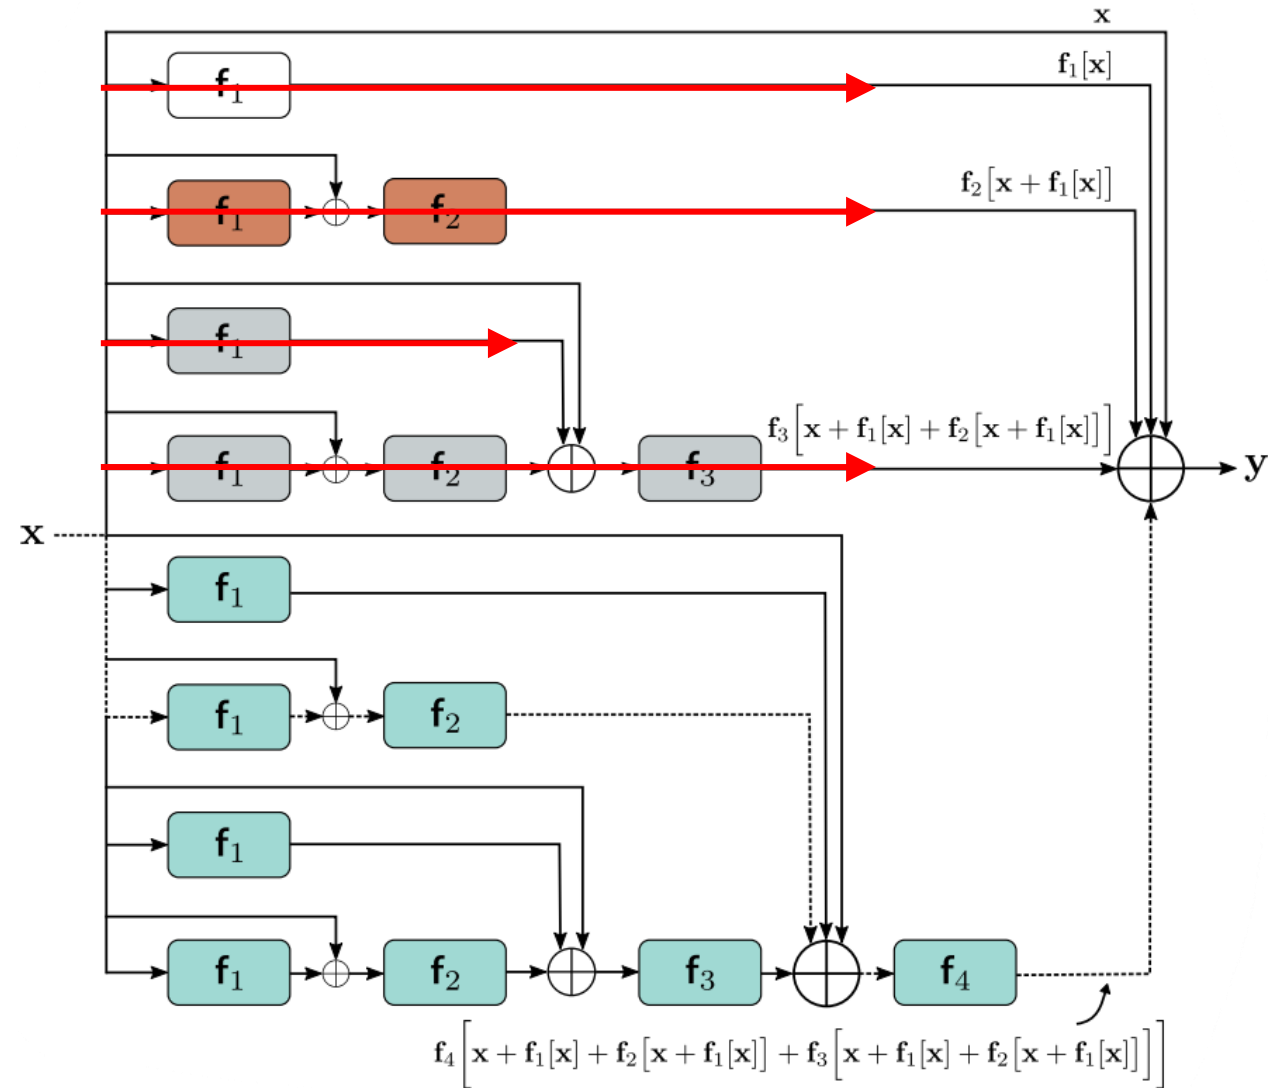 x
f₁[x]
f₁
f₂[x + f₁[x]]
f₁ f₂
f₁
f₃[x + f₁[x] + f₂[x + f₁[x]]]
f₁ f₂ f₃
y
x
f₁
f₁ f₂
f₁
f₁ f₂ f₃ f₄
f₄[x + f₁[x] + f₂[x + f₁[x]] + f₃[x + f₁[x] + f₂[x + f₁[x]]]]